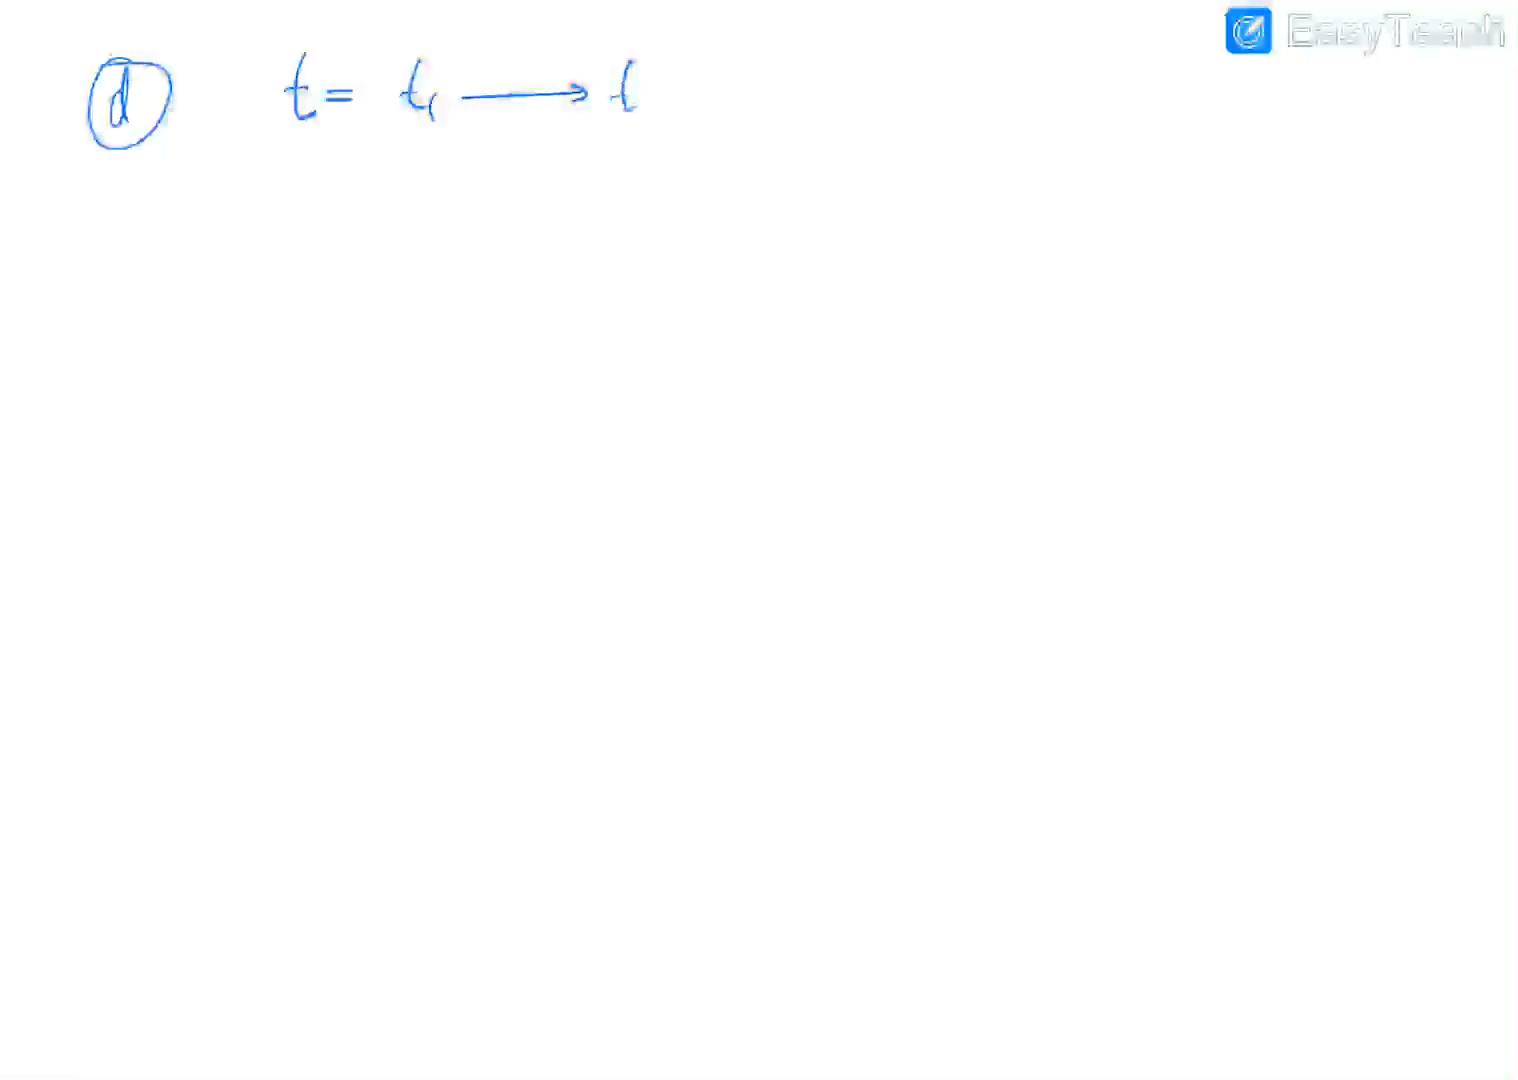 EasyTeach
d t = t₁ ⟶ t